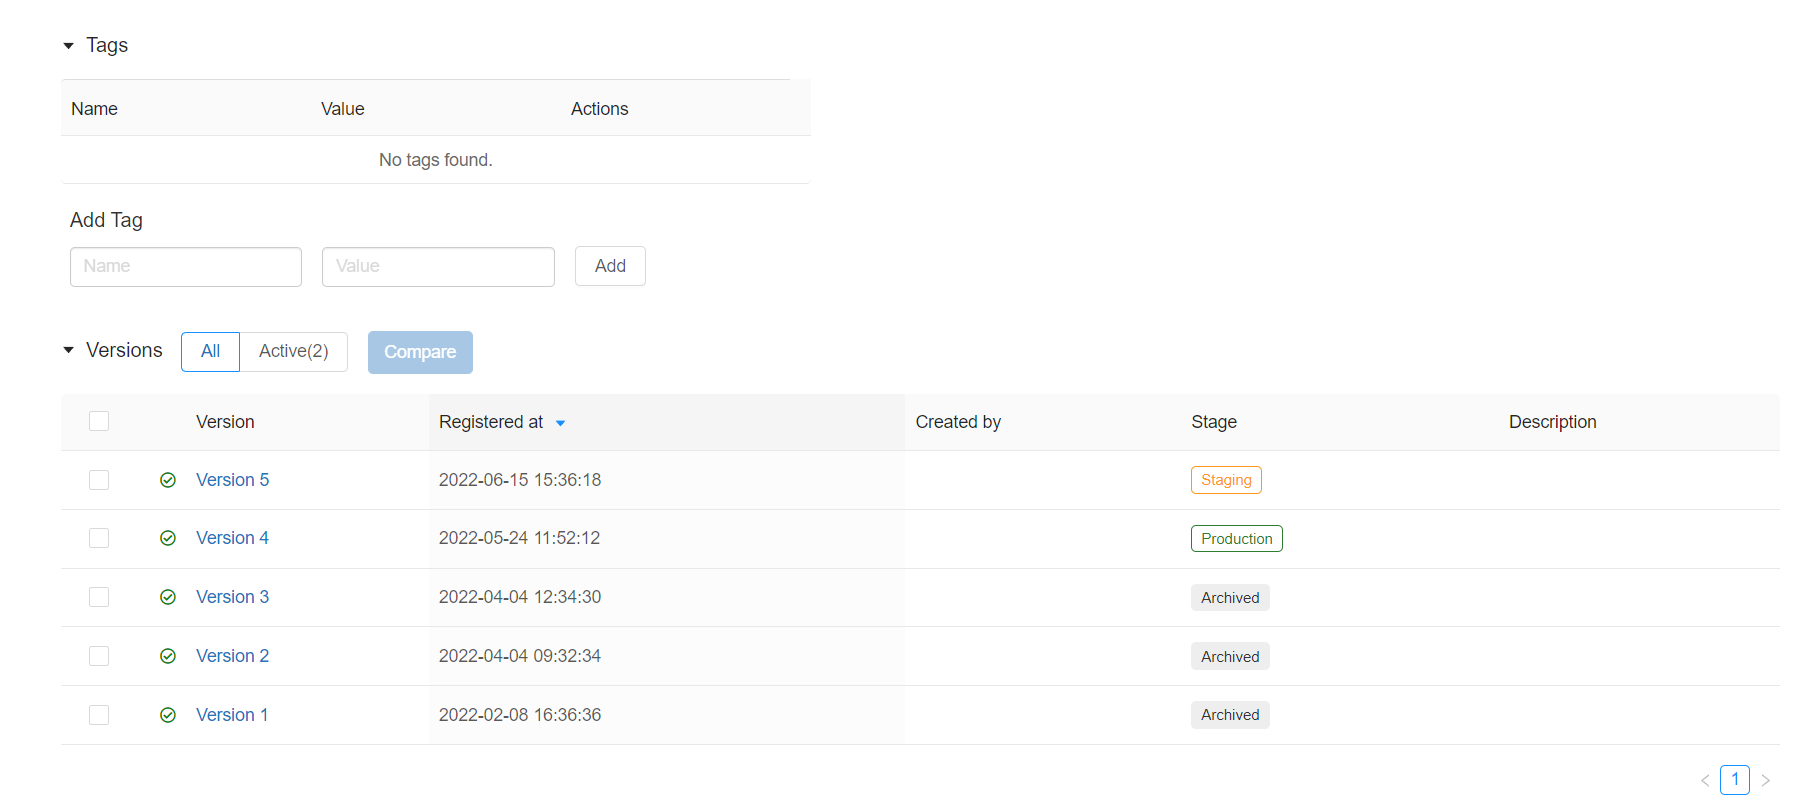 Tags
Name Value Actions
No tags found.
Add Tag
Name Value Add
Versions All Active(2) Compare
Version Registered at Created by Stage Description
Version 5 2022-06-15 15:36:18 Staging
Version 4 2022-05-24 11:52:12 Production
Version 3 2022-04-04 12:34:30 Archived
Version 2 2022-04-04 09:32:34 Archived
Version 1 2022-02-08 16:36:36 Archived
1